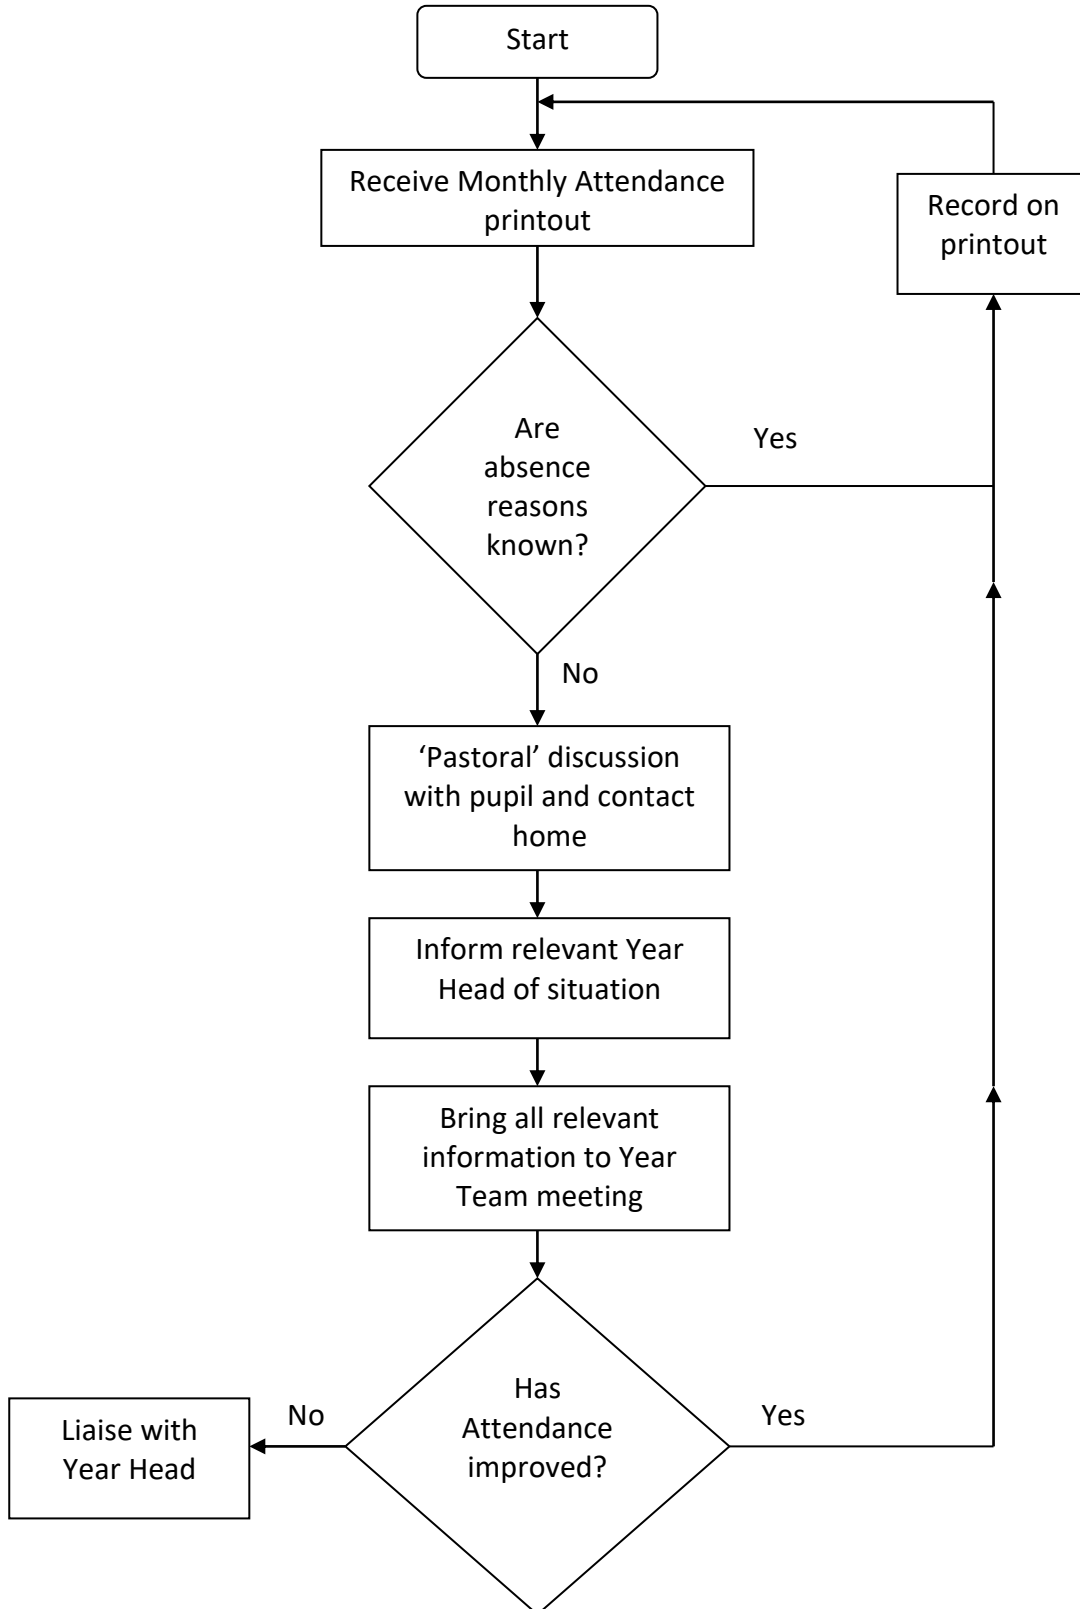 Start
Receive Monthly Attendance
printout
Record on
printout
Are
absence
reasons
known?
Yes
No
‘Pastoral’ discussion
with pupil and contact
home
Inform relevant Year
Head of situation
Bring all relevant
information to Year
Team meeting
Has
Attendance
improved?
No
Yes
Liaise with
Year Head